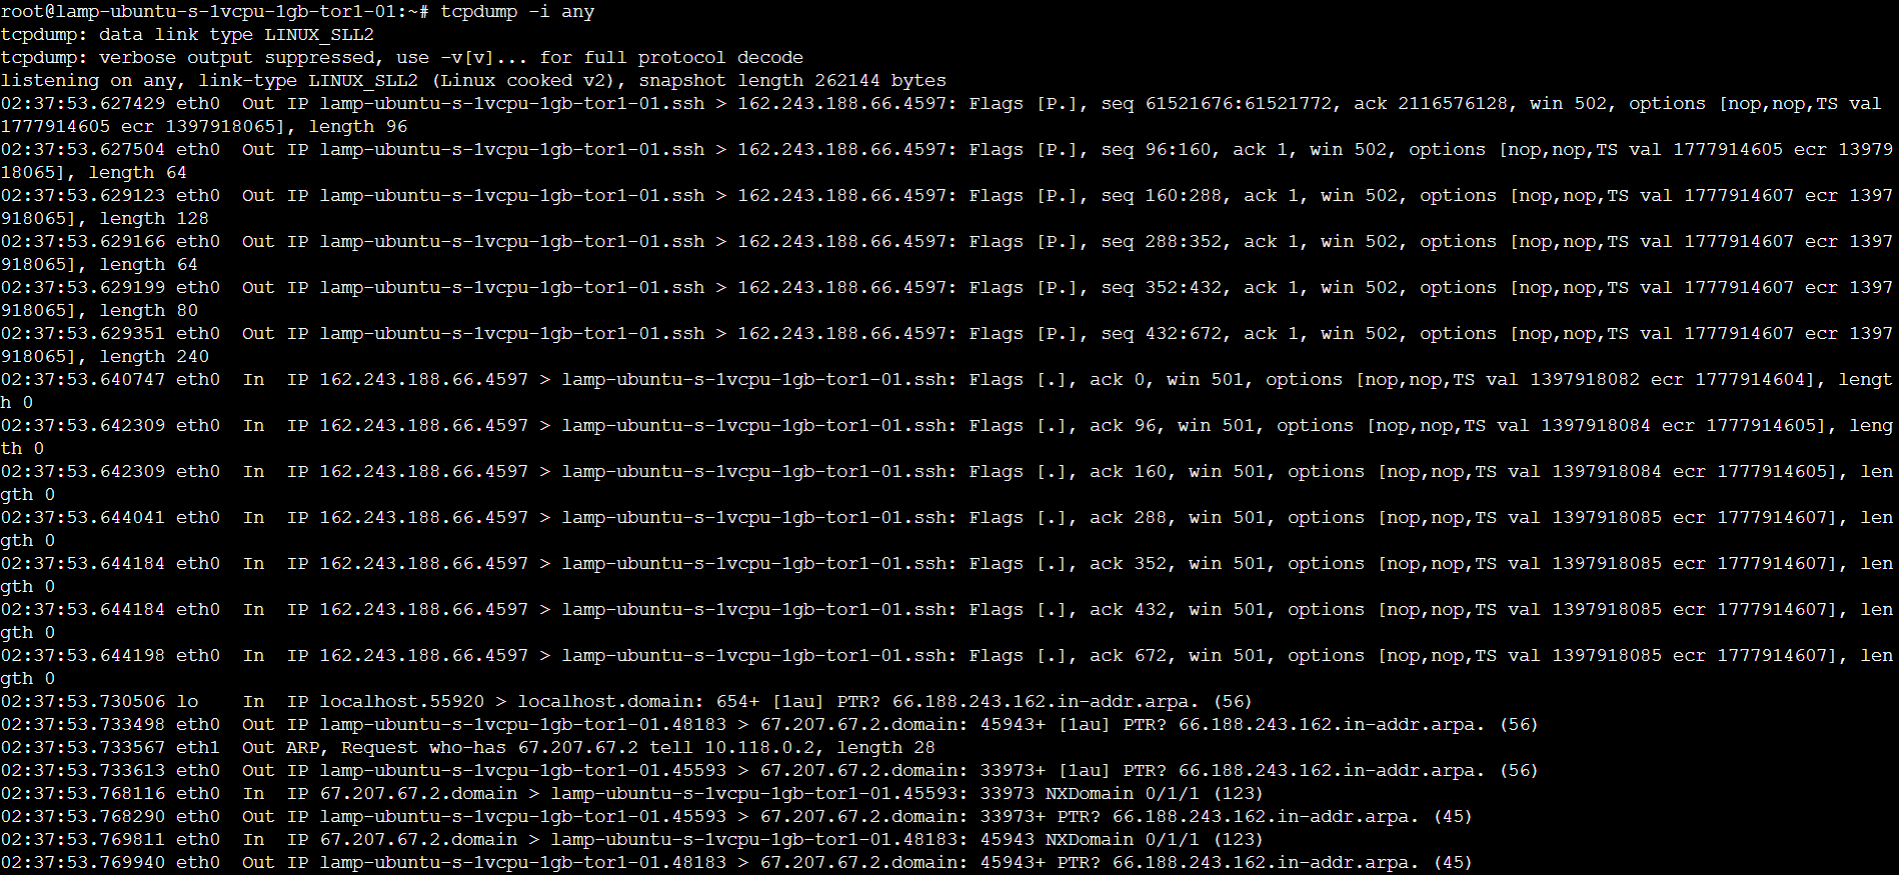 root@lamp-ubuntu-s-1vcpu-1gb-tor1-01:~# tcpdump -i any
tcpdump: data link type LINUX_SLL2
tcpdump: verbose output suppressed, use -v[v]... for full protocol decode
listening on any, link-type LINUX_SLL2 (Linux cooked v2), snapshot length 262144 bytes
02:37:53.627429 eth0  Out IP lamp-ubuntu-s-1vcpu-1gb-tor1-01.ssh > 162.243.188.66.4597: Flags [P.], seq 61521676:61521772, ack 2116576128, win 502, options [nop,nop,TS val
1777914605 ecr 1397918065], length 96
02:37:53.627504 eth0  Out IP lamp-ubuntu-s-1vcpu-1gb-tor1-01.ssh > 162.243.188.66.4597: Flags [P.], seq 96:160, ack 1, win 502, options [nop,nop,TS val 1777914605 ecr 13979
18065], length 64
02:37:53.629123 eth0  Out IP lamp-ubuntu-s-1vcpu-1gb-tor1-01.ssh > 162.243.188.66.4597: Flags [P.], seq 160:288, ack 1, win 502, options [nop,nop,TS val 1777914607 ecr 1397
918065], length 128
02:37:53.629166 eth0  Out IP lamp-ubuntu-s-1vcpu-1gb-tor1-01.ssh > 162.243.188.66.4597: Flags [P.], seq 288:352, ack 1, win 502, options [nop,nop,TS val 1777914607 ecr 1397
918065], length 64
02:37:53.629199 eth0  Out IP lamp-ubuntu-s-1vcpu-1gb-tor1-01.ssh > 162.243.188.66.4597: Flags [P.], seq 352:432, ack 1, win 502, options [nop,nop,TS val 1777914607 ecr 1397
918065], length 80
02:37:53.629351 eth0  Out IP lamp-ubuntu-s-1vcpu-1gb-tor1-01.ssh > 162.243.188.66.4597: Flags [P.], seq 432:672, ack 1, win 502, options [nop,nop,TS val 1777914607 ecr 1397
918065], length 240
02:37:53.640747 eth0  In  IP 162.243.188.66.4597 > lamp-ubuntu-s-1vcpu-1gb-tor1-01.ssh: Flags [.], ack 0, win 501, options [nop,nop,TS val 1397918082 ecr 1777914604], lengt
h 0
02:37:53.642309 eth0  In  IP 162.243.188.66.4597 > lamp-ubuntu-s-1vcpu-1gb-tor1-01.ssh: Flags [.], ack 96, win 501, options [nop,nop,TS val 1397918084 ecr 1777914605], leng
th 0
02:37:53.642309 eth0  In  IP 162.243.188.66.4597 > lamp-ubuntu-s-1vcpu-1gb-tor1-01.ssh: Flags [.], ack 160, win 501, options [nop,nop,TS val 1397918084 ecr 1777914605], len
gth 0
02:37:53.644041 eth0  In  IP 162.243.188.66.4597 > lamp-ubuntu-s-1vcpu-1gb-tor1-01.ssh: Flags [.], ack 288, win 501, options [nop,nop,TS val 1397918085 ecr 1777914607], len
gth 0
02:37:53.644184 eth0  In  IP 162.243.188.66.4597 > lamp-ubuntu-s-1vcpu-1gb-tor1-01.ssh: Flags [.], ack 352, win 501, options [nop,nop,TS val 1397918085 ecr 1777914607], len
gth 0
02:37:53.644184 eth0  In  IP 162.243.188.66.4597 > lamp-ubuntu-s-1vcpu-1gb-tor1-01.ssh: Flags [.], ack 432, win 501, options [nop,nop,TS val 1397918085 ecr 1777914607], len
gth 0
02:37:53.644198 eth0  In  IP 162.243.188.66.4597 > lamp-ubuntu-s-1vcpu-1gb-tor1-01.ssh: Flags [.], ack 672, win 501, options [nop,nop,TS val 1397918085 ecr 1777914607], len
gth 0
02:37:53.730506 lo    In  IP localhost.55920 > localhost.domain: 654+ [1au] PTR? 66.188.243.162.in-addr.arpa. (56)
02:37:53.733498 eth0  Out IP lamp-ubuntu-s-1vcpu-1gb-tor1-01.48183 > 67.207.67.2.domain: 45943+ [1au] PTR? 66.188.243.162.in-addr.arpa. (56)
02:37:53.733567 eth1  Out ARP, Request who-has 67.207.67.2 tell 10.118.0.2, length 28
02:37:53.733613 eth0  Out IP lamp-ubuntu-s-1vcpu-1gb-tor1-01.45593 > 67.207.67.2.domain: 33973+ [1au] PTR? 66.188.243.162.in-addr.arpa. (56)
02:37:53.768116 eth0  In  IP 67.207.67.2.domain > lamp-ubuntu-s-1vcpu-1gb-tor1-01.45593: 33973 NXDomain 0/1/1 (123)
02:37:53.768290 eth0  Out IP lamp-ubuntu-s-1vcpu-1gb-tor1-01.45593 > 67.207.67.2.domain: 33973+ PTR? 66.188.243.162.in-addr.arpa. (45)
02:37:53.769811 eth0  In  IP 67.207.67.2.domain > lamp-ubuntu-s-1vcpu-1gb-tor1-01.48183: 45943 NXDomain 0/1/1 (123)
02:37:53.769940 eth0  Out IP lamp-ubuntu-s-1vcpu-1gb-tor1-01.48183 > 67.207.67.2.domain: 45943+ PTR? 66.188.243.162.in-addr.arpa. (45)